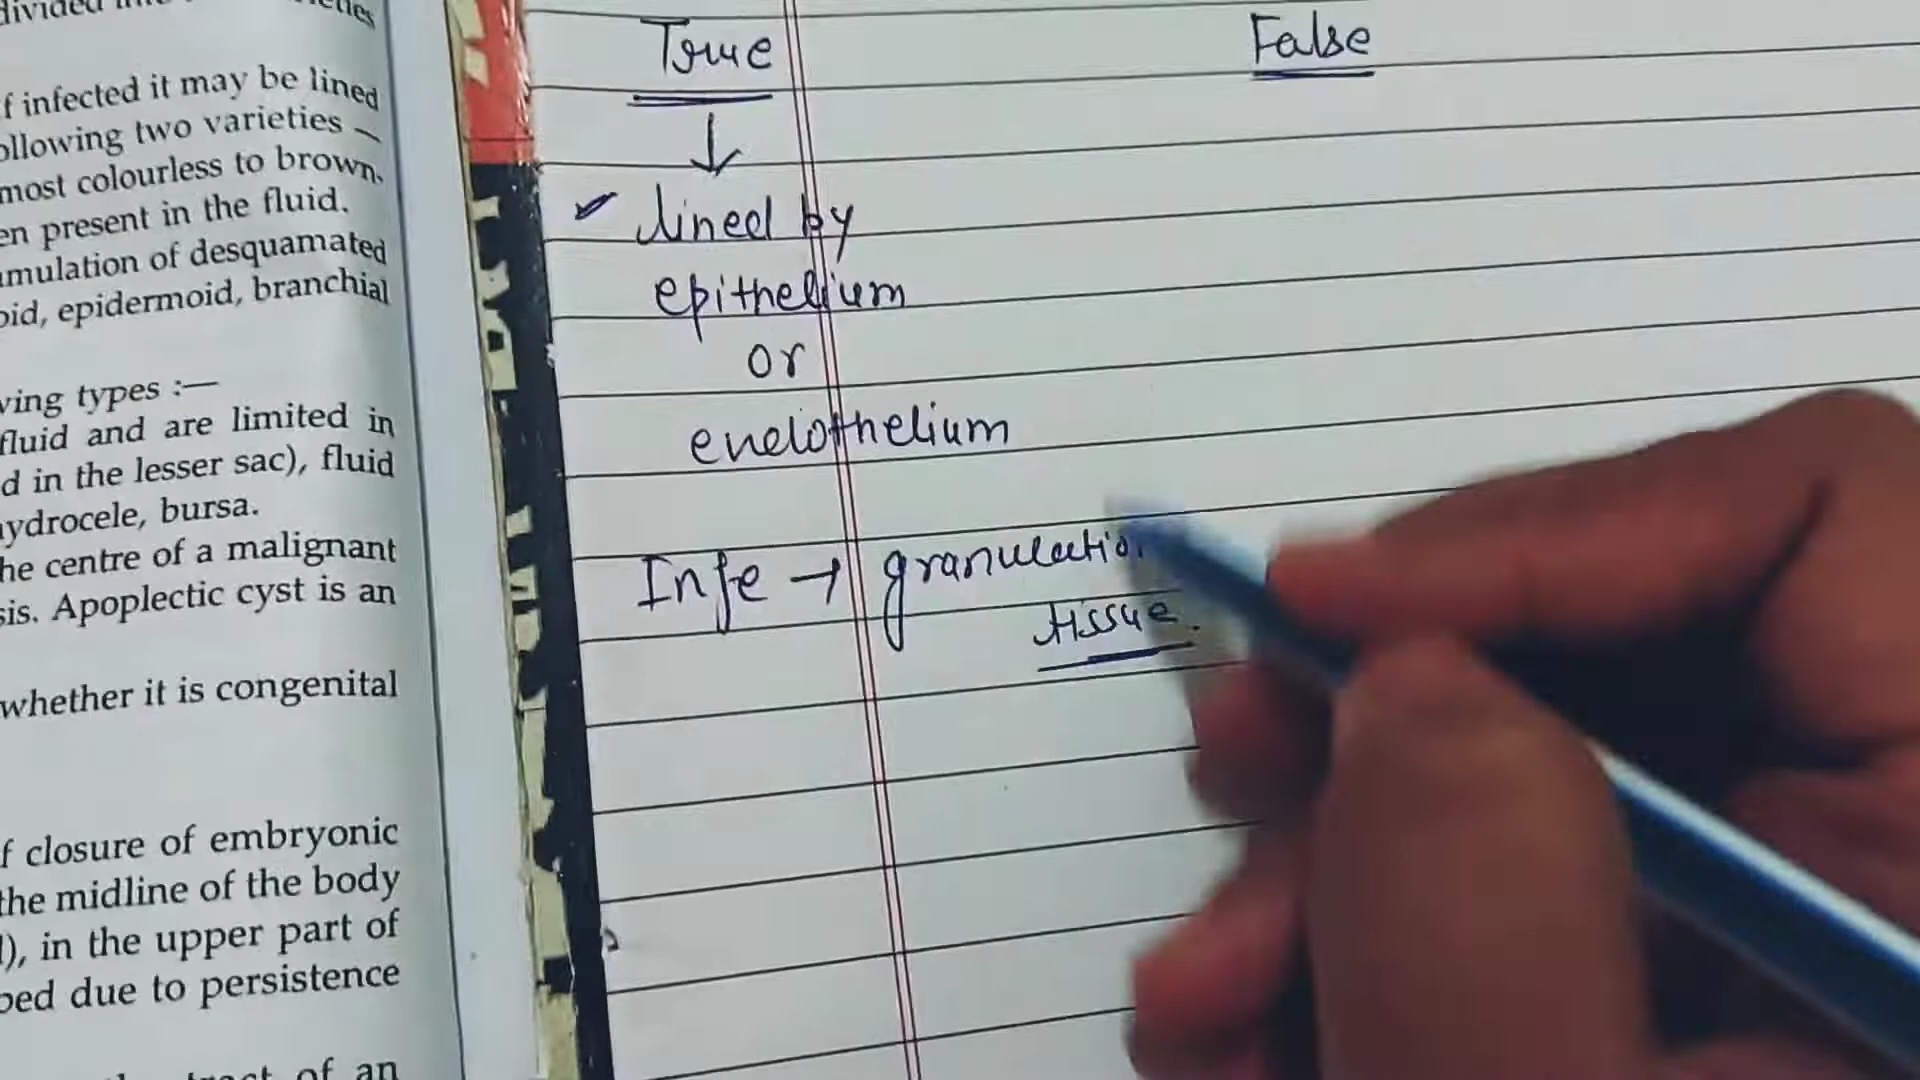 divided
f infected it may be lined
ollowing two varieties —
most colourless to brown.
en present in the fluid.
mulation of desquamated
oid, epidermoid, branchial
ving types :—
fluid and are limited in
d in the lesser sac), fluid
ydrocele, bursa.
he centre of a malignant
sis. Apoplectic cyst is an
whether it is congenital
f closure of embryonic
the midline of the body
l), in the upper part of
ped due to persistence
of an
True
False
lined by
epithelium
or
endothelium
Infe → granulation
tissue.